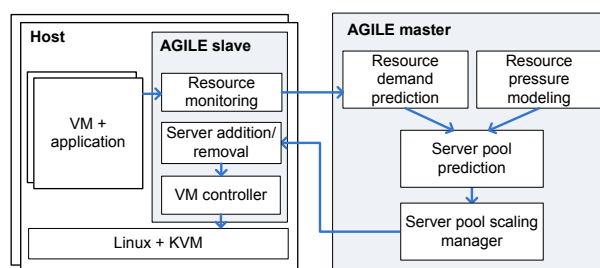 Host
AGILE slave
VM +
application
Resource
monitoring
Server addition/
removal
VM controller
Linux + KVM
AGILE master
Resource
demand
prediction
Resource
pressure
modeling
Server pool
prediction
Server pool scaling
manager